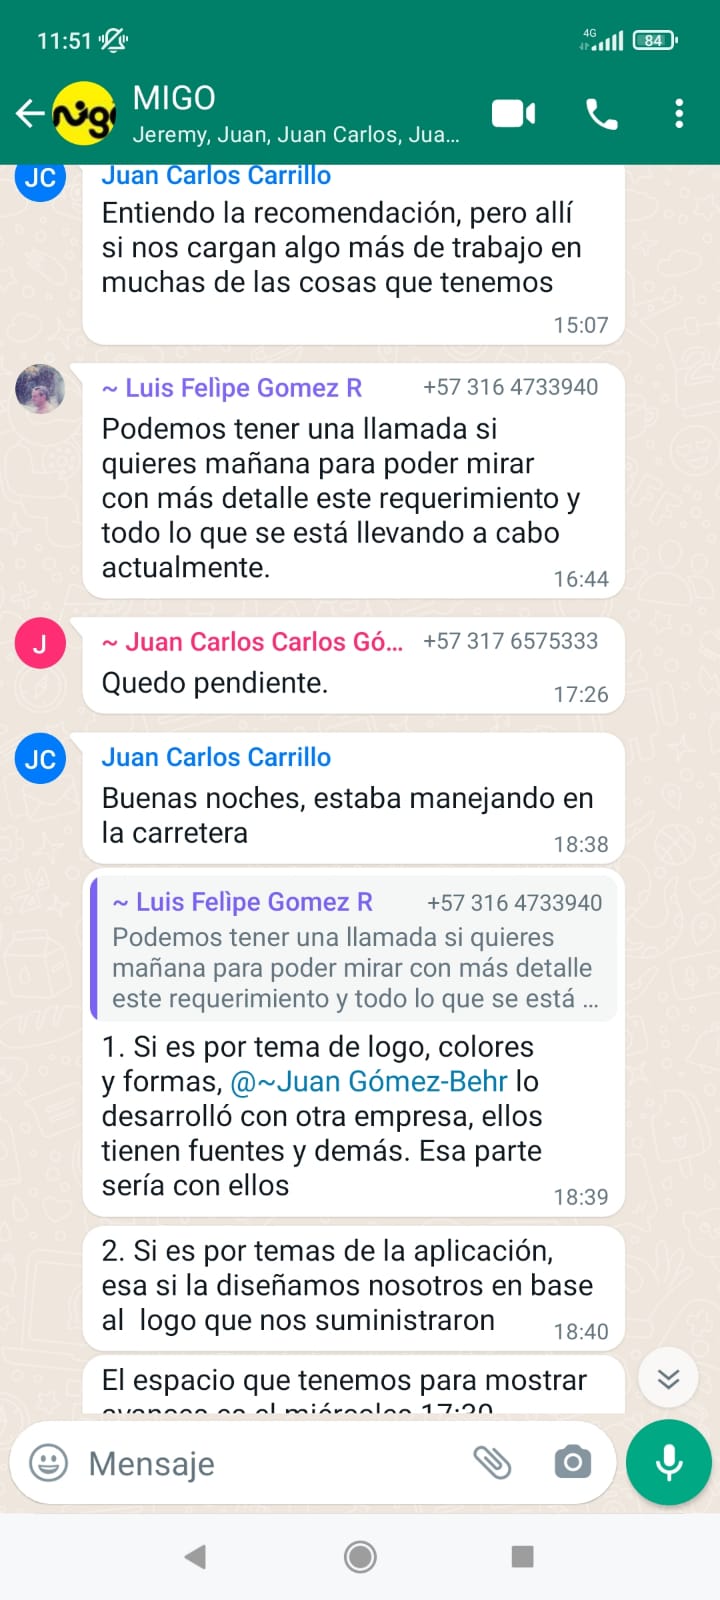 11:51
4G
84
migo
MIGO
Jeremy, Juan, Juan Carlos, Jua...
JC
Juan Carlos Carrillo
Entiendo la recomendación, pero allí
si nos cargan algo más de trabajo en
muchas de las cosas que tenemos
15:07
~ Luis Felìpe Gomez R +57 316 4733940
Podemos tener una llamada si
quieres mañana para poder mirar
con más detalle este requerimiento y
todo lo que se está llevando a cabo
actualmente.
16:44
J
~ Juan Carlos Carlos Gó... +57 317 6575333
Quedo pendiente.
17:26
JC
Juan Carlos Carrillo
Buenas noches, estaba manejando en
la carretera
18:38
~ Luis Felìpe Gomez R +57 316 4733940
Podemos tener una llamada si quieres
mañana para poder mirar con más detalle
este requerimiento y todo lo que se está ...
1. Si es por tema de logo, colores
y formas, @~Juan Gómez-Behr lo
desarrolló con otra empresa, ellos
tienen fuentes y demás. Esa parte
sería con ellos
18:39
2. Si es por temas de la aplicación,
esa si la diseñamos nosotros en base
al logo que nos suministraron
18:40
El espacio que tenemos para mostrar
avances es el miércoles 17:30
Mensaje